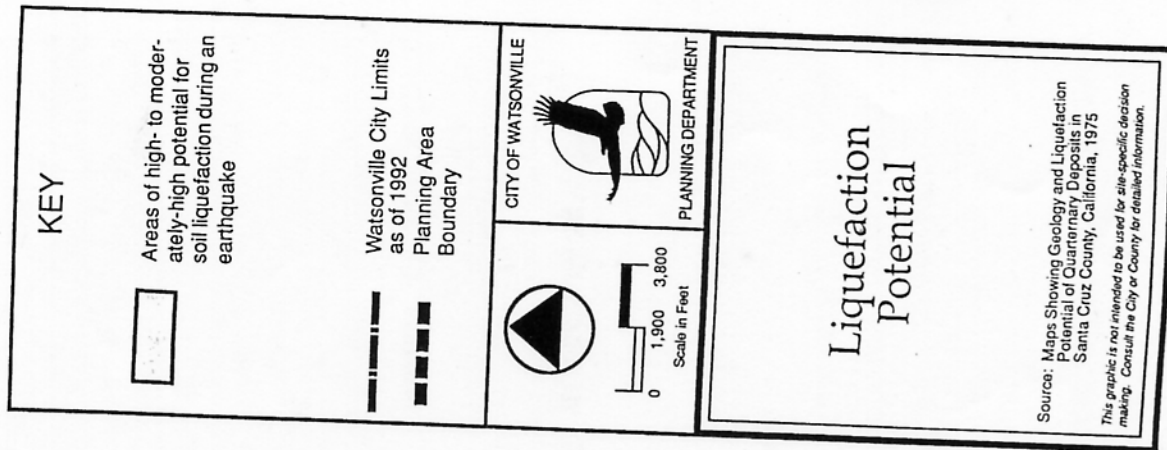 KEY
Areas of high- to moder-
ately-high potential for
soil liquefaction during an
earthquake
Watsonville City Limits
as of 1992
Planning Area
Boundary
0 1,900 3,800
Scale in Feet
CITY OF WATSONVILLE
PLANNING DEPARTMENT
Liquefaction
Potential
Source: Maps Showing Geology and Liquefaction
Potential of Quarternary Deposits in
Santa Cruz County, California, 1975
This graphic is not intended to be used for site-specific decision
making. Consult the City or County for detailed information.